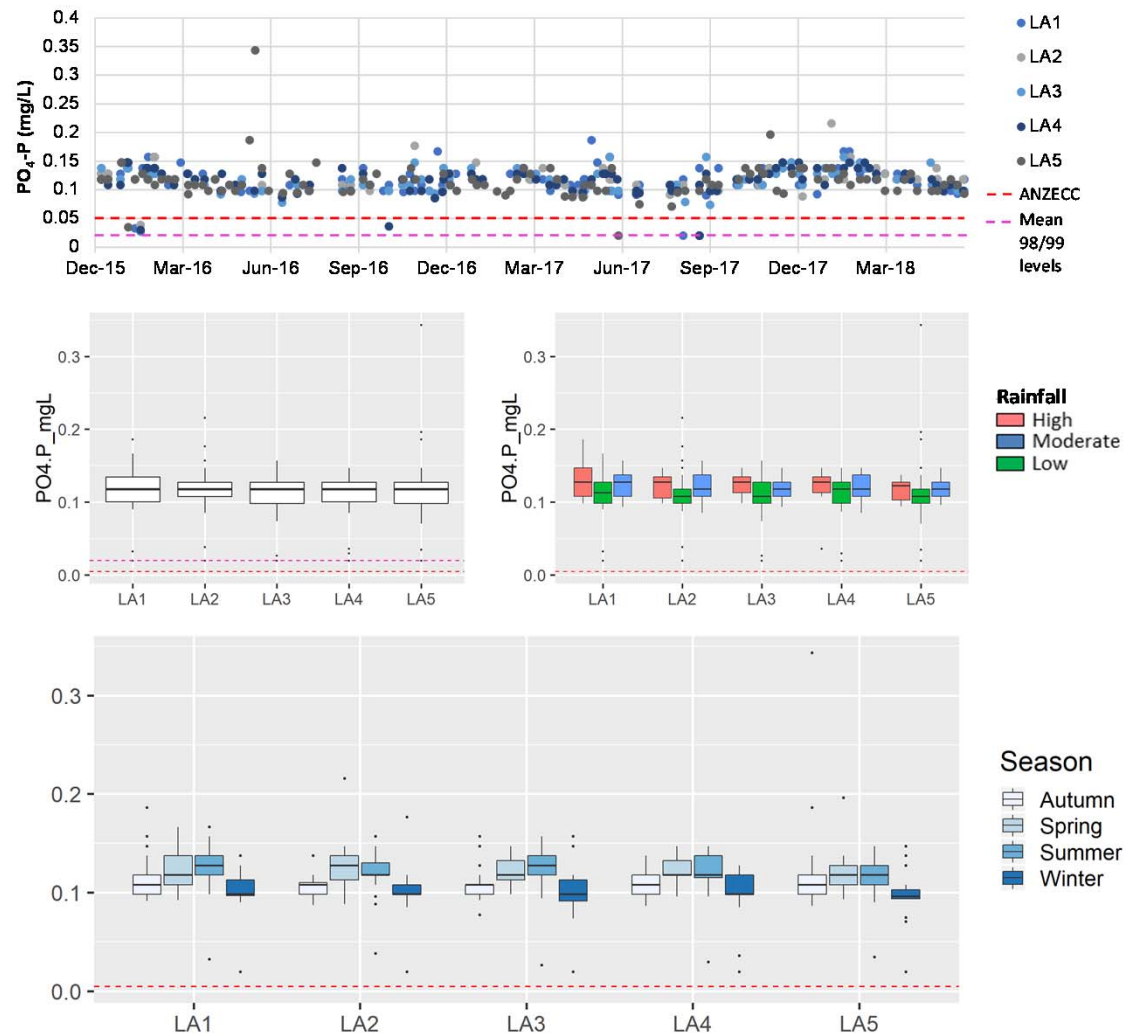 0.4
0.35
0.3
0.25
0.2
0.15
0.1
0.05
0
PO4-P (mg/L)
Dec-15 Mar-16 Jun-16 Sep-16 Dec-16 Mar-17 Jun-17 Sep-17 Dec-17 Mar-18
LA1
LA2
LA3
LA4
LA5
ANZECC
Mean
98/99
levels
0.3
0.2
0.1
0.0
PO4.P_mgL
LA1 LA2 LA3 LA4 LA5
0.3
0.2
0.1
0.0
PO4.P_mgL
LA1 LA2 LA3 LA4 LA5
Rainfall
High
Moderate
Low
0.3
0.2
0.1
0.0
LA1 LA2 LA3 LA4 LA5
Season
Autumn
Spring
Summer
Winter